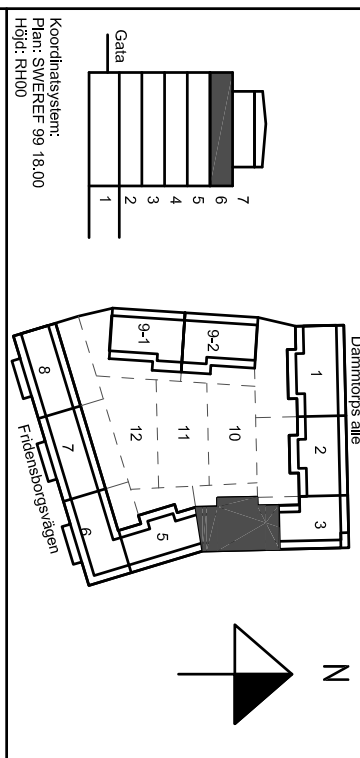 Dammtorps alle
N
1
2
3
9-1
9-2
10
11
12
5
6
7
8
Fridensborgsvägen
Gata
7
6
5
4
3
2
1
Koordinatsystem:
Plan: SWEREF 99 18.00
Höjd: RH00